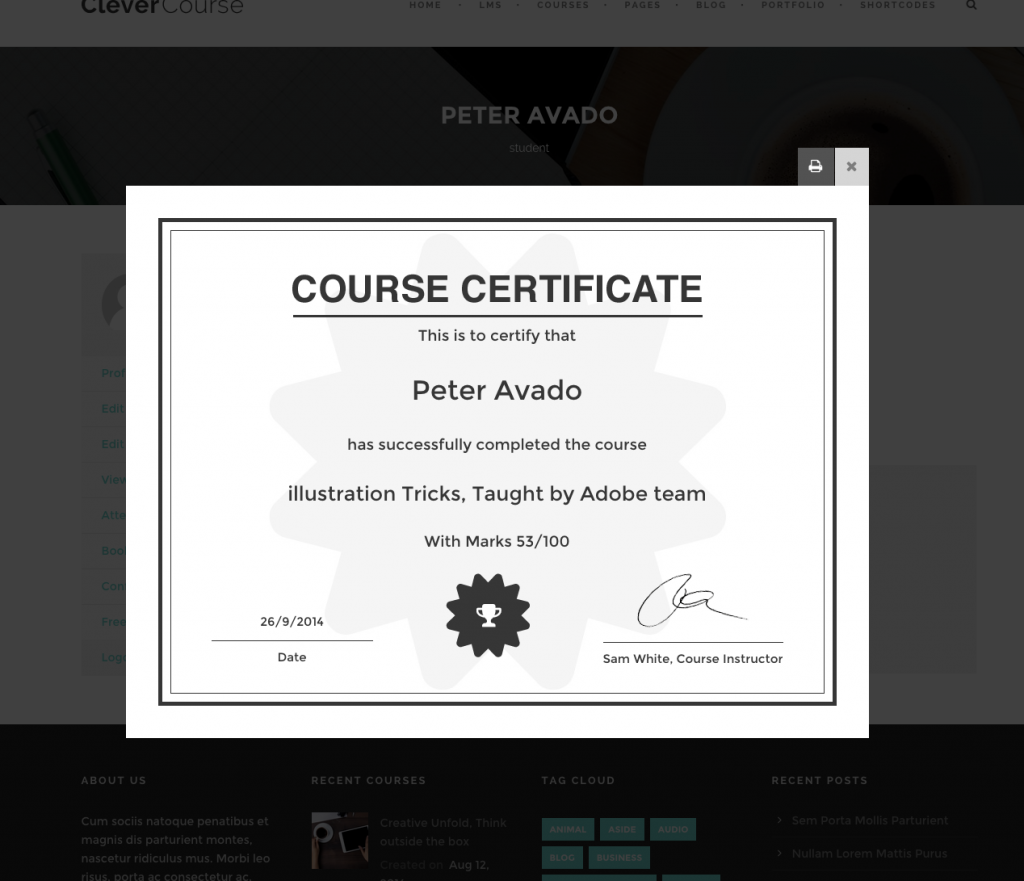 CleverCourse
HOME · LMS · COURSES · PAGES · BLOG · PORTFOLIO · SHORTCODES
PETER AVADO
student
COURSE CERTIFICATE
This is to certify that
Peter Avado
has successfully completed the course
illustration Tricks, Taught by Adobe team
With Marks 53/100
26/9/2014
Date
Sam White, Course Instructor
Prof
Edit
Edit
View
Atte
Boo
Con
Free
Logo
ABOUT US
Cum sociis natoque penatibus et
magnis dis parturient montes,
nascetur ridiculus mus. Morbi leo
risus, porta ac consectetur ac,
RECENT COURSES
Creative Unfold, Think
outside the box
Created on Aug 12,
TAG CLOUD
ANIMAL ASIDE AUDIO
BLOG BUSINESS
RECENT POSTS
Sem Porta Mollis Parturient
Nullam Lorem Mattis Purus